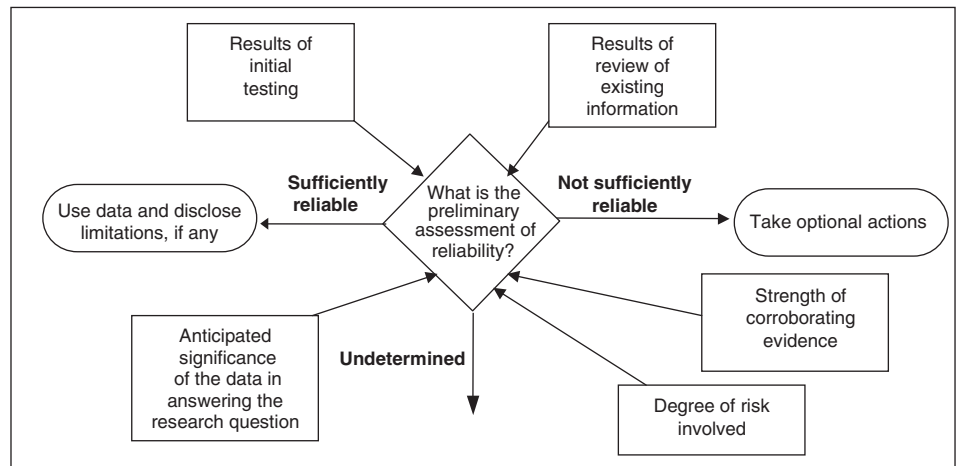 Results of
initial
testing
Results of
review of
existing
information
Sufficiently
reliable
What is the
preliminary
assessment of
reliability?
Not sufficiently
reliable
Use data and disclose
limitations, if any
Take optional actions
Anticipated
significance
of the data in
answering the
research question
Undetermined
Strength of
corroborating
evidence
Degree of risk
involved